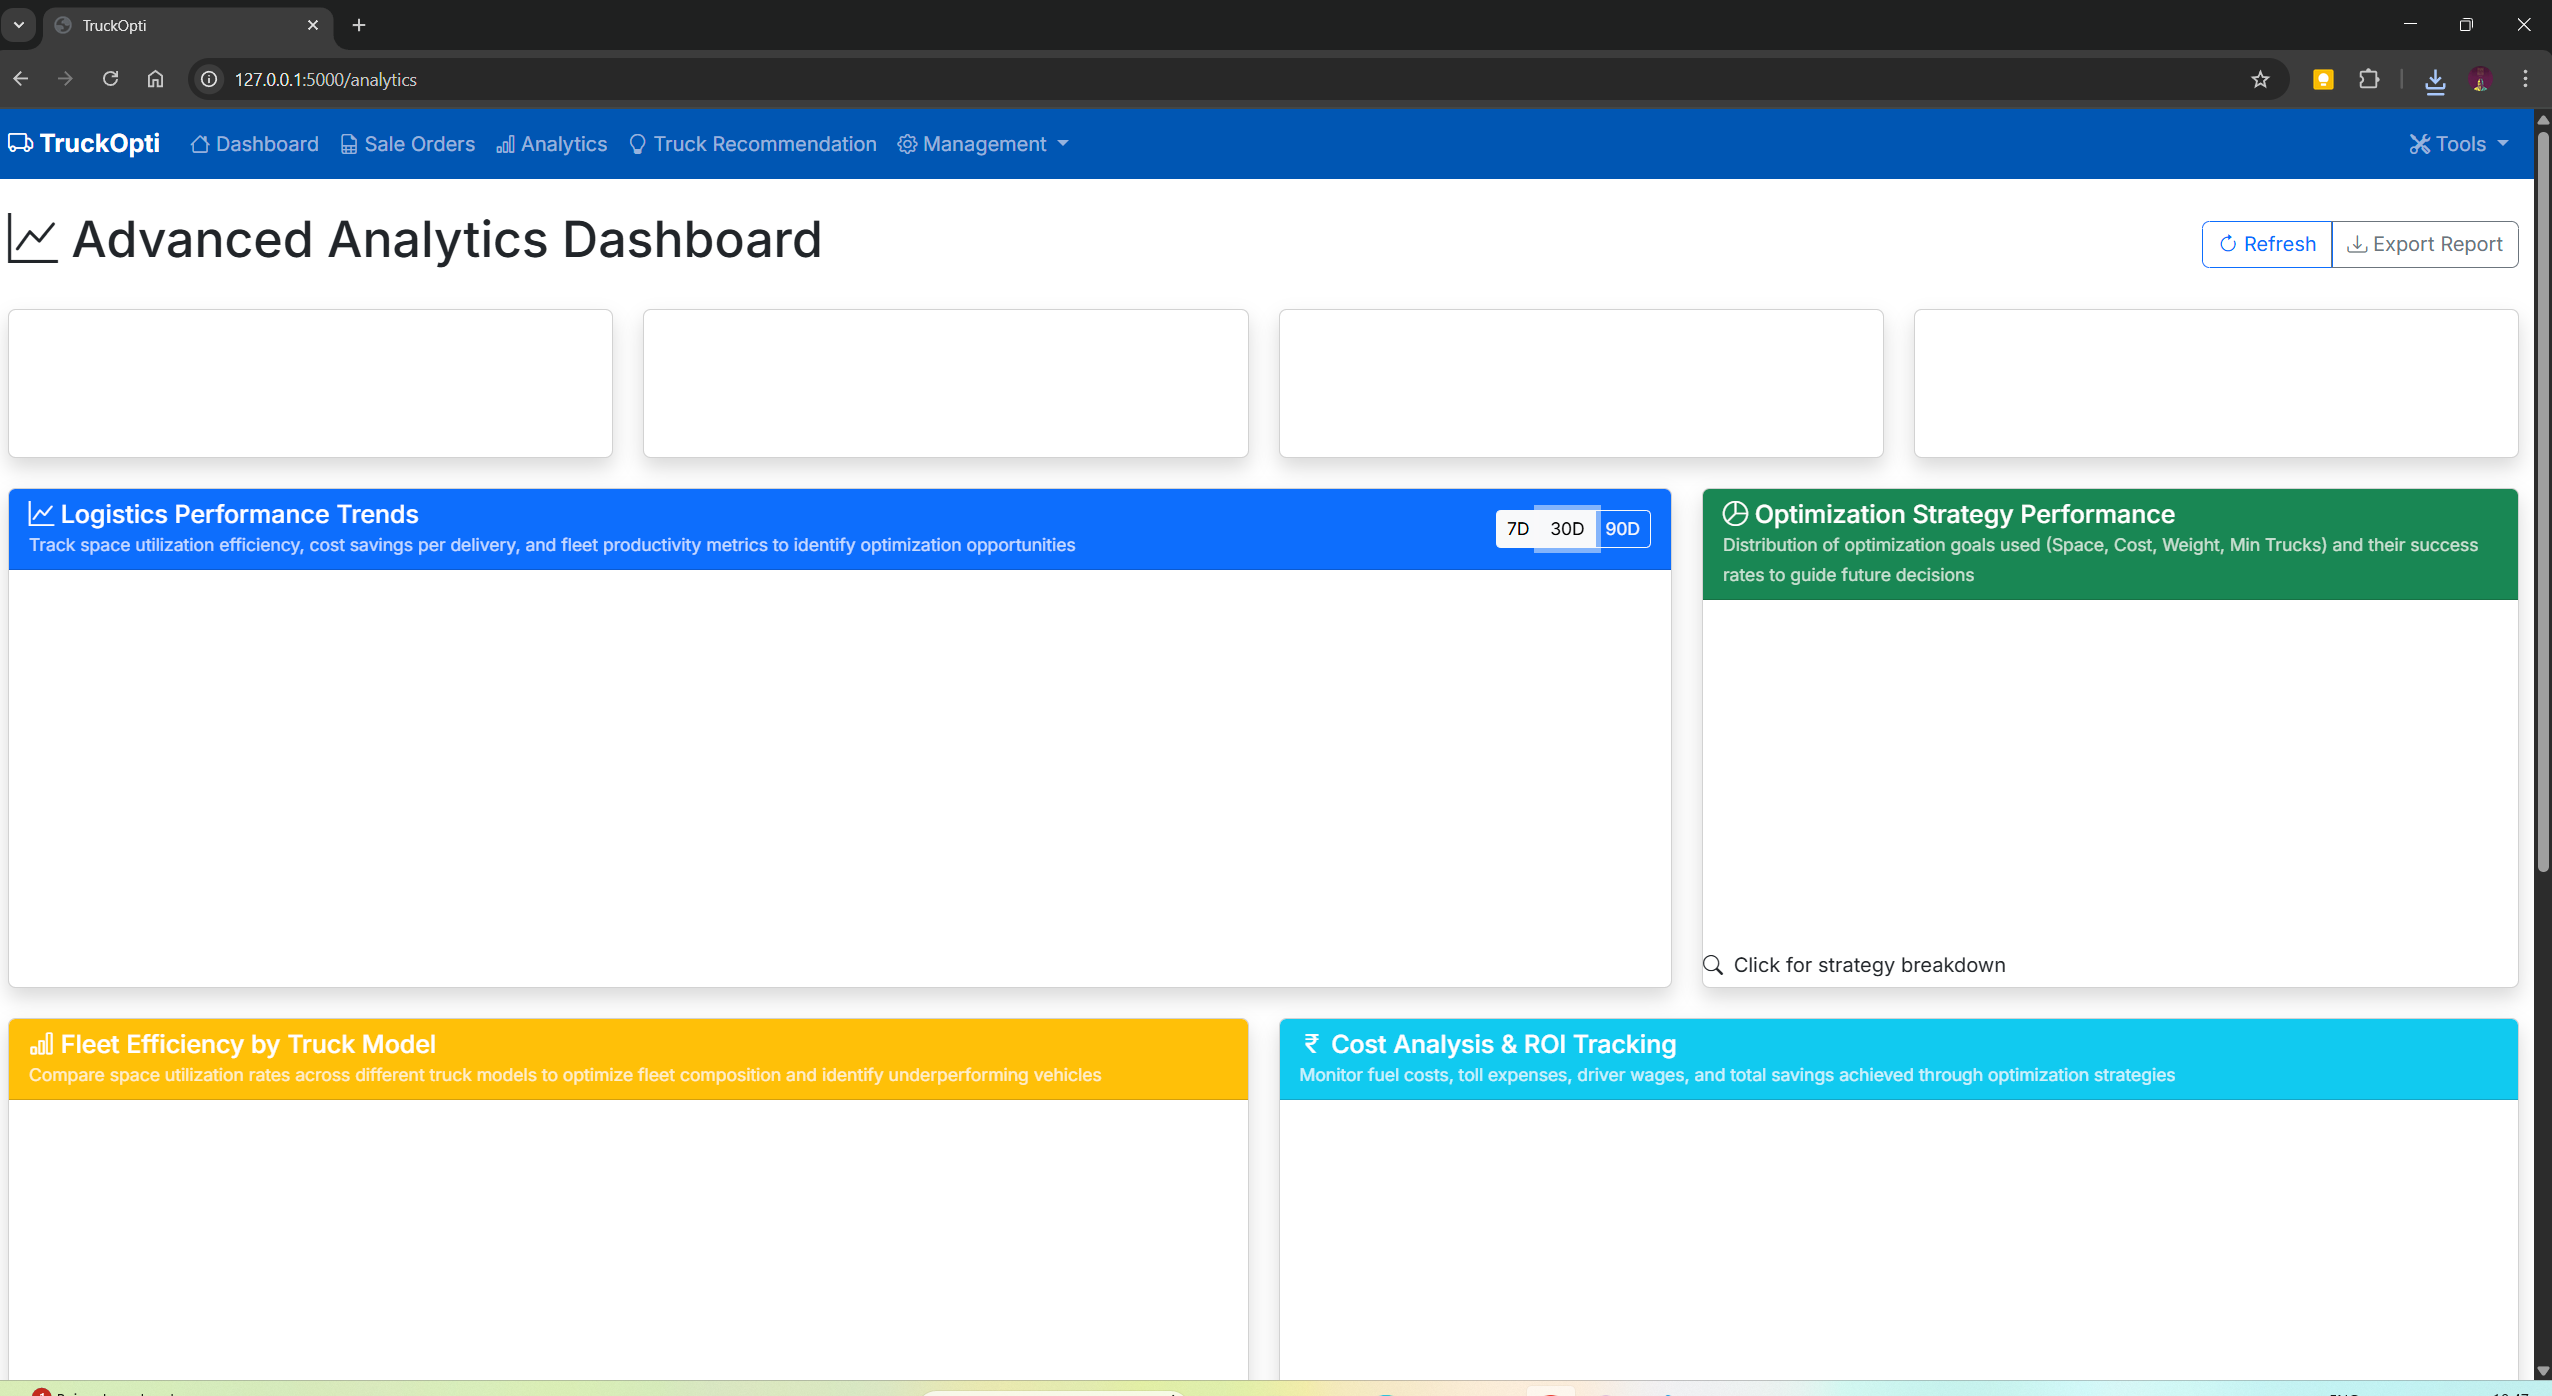 TruckOpti
127.0.0.1:5000/analytics
TruckOpti Dashboard Sale Orders Analytics Truck Recommendation Management Tools
Advanced Analytics Dashboard
Refresh Export Report
Logistics Performance Trends
Track space utilization efficiency, cost savings per delivery, and fleet productivity metrics to identify optimization opportunities
7D 30D 90D
Optimization Strategy Performance
Distribution of optimization goals used (Space, Cost, Weight, Min Trucks) and their success
rates to guide future decisions
Click for strategy breakdown
Fleet Efficiency by Truck Model
Compare space utilization rates across different truck models to optimize fleet composition and identify underperforming vehicles
₹ Cost Analysis & ROI Tracking
Monitor fuel costs, toll expenses, driver wages, and total savings achieved through optimization strategies